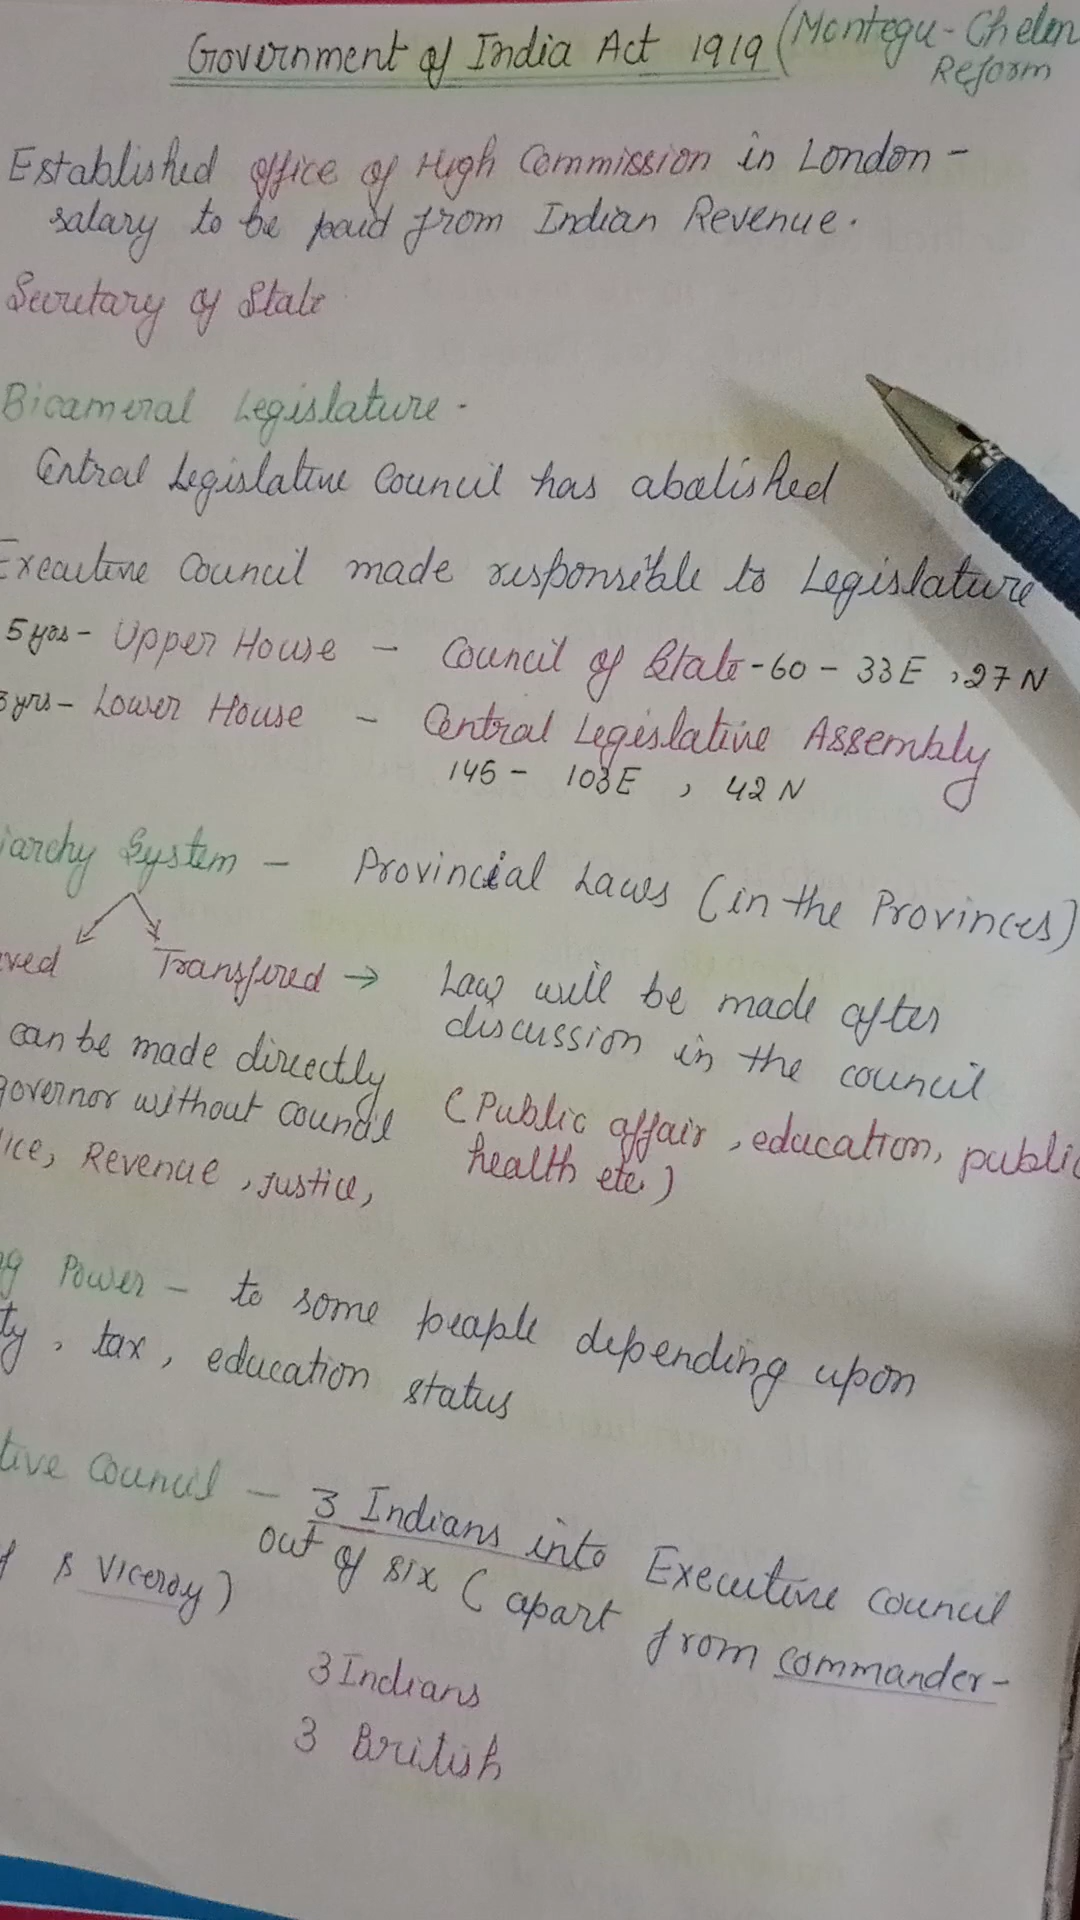 Government of India Act 1919 (Montegu-Chelm
Reform
Established office of High Commission in London -
salary to be paid from Indian Revenue.
Secretary of State
Bicameral Legislature -
Central Legislative Council has abolished
Executive Council made responsible to Legislature
5 yrs - Upper House - Council of State - 60 - 33E , 27 N
3 yrs - Lower House - Central Legislative Assembly
145 - 103E , 42 N
iarchy System - Provincial Laws (in the Provinces)
rved Transfered → Law will be made after
discussion in the council
can be made directly
governor without council (Public affair, education, public
ice, Revenue, justice, health etc.)
ng Power - to some people depending upon
ty, tax, education status
tive Council - 3 Indians into Executive council
out of six (apart from commander-
f & Viceroy)
3 Indians
3 British